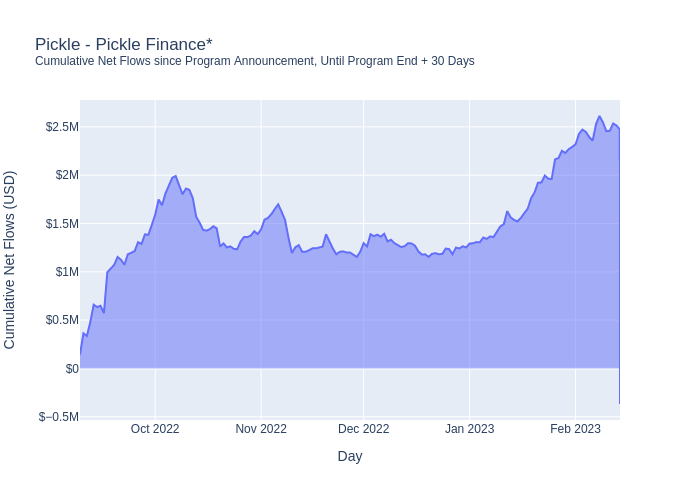 Pickle - Pickle Finance*
Cumulative Net Flows since Program Announcement, Until Program End + 30 Days
Cumulative Net Flows (USD)
$2.5M
$2M
$1.5M
$1M
$0.5M
$0
$−0.5M
Oct 2022
Nov 2022
Dec 2022
Jan 2023
Feb 2023
Day